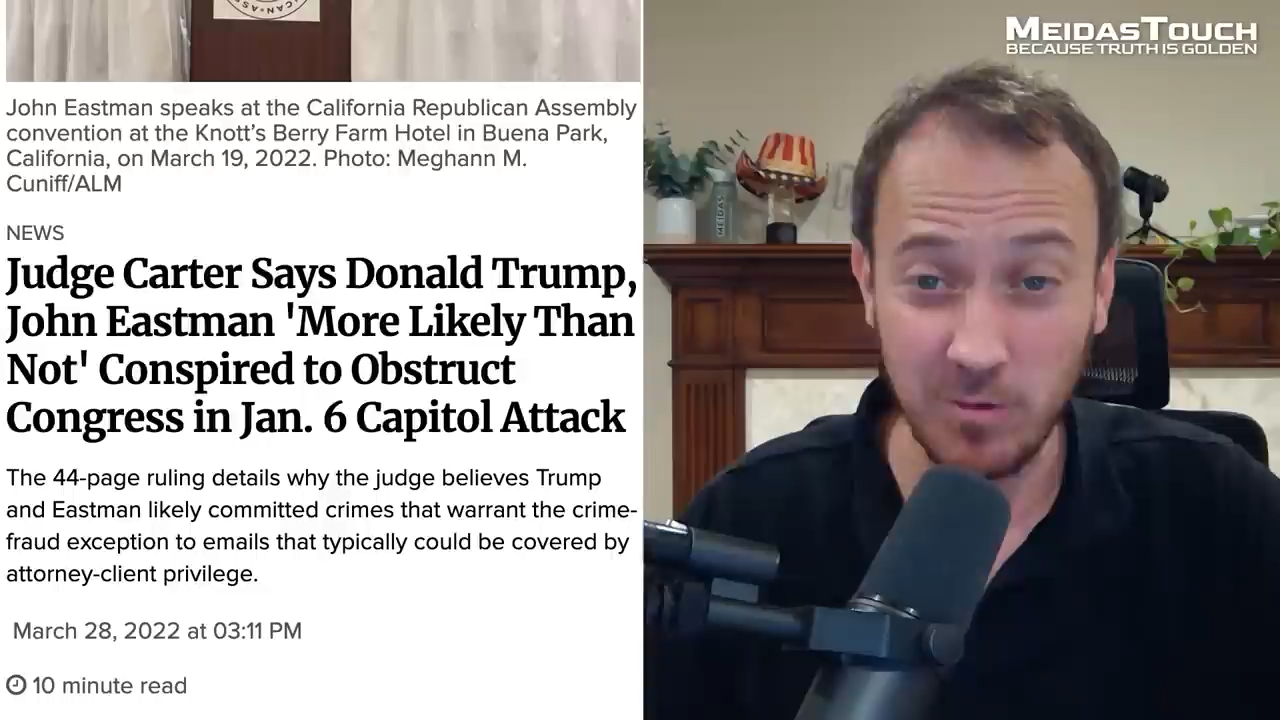 John Eastman speaks at the California Republican Assembly
convention at the Knott's Berry Farm Hotel in Buena Park,
California, on March 19, 2022. Photo: Meghann M.
Cuniff/ALM
NEWS
Judge Carter Says Donald Trump,
John Eastman 'More Likely Than
Not' Conspired to Obstruct
Congress in Jan. 6 Capitol Attack
The 44-page ruling details why the judge believes Trump
and Eastman likely committed crimes that warrant the crime-
fraud exception to emails that typically could be covered by
attorney-client privilege.
March 28, 2022 at 03:11 PM
10 minute read
MEIDASTOUCH
BECAUSE TRUTH IS GOLDEN
MEIDAS